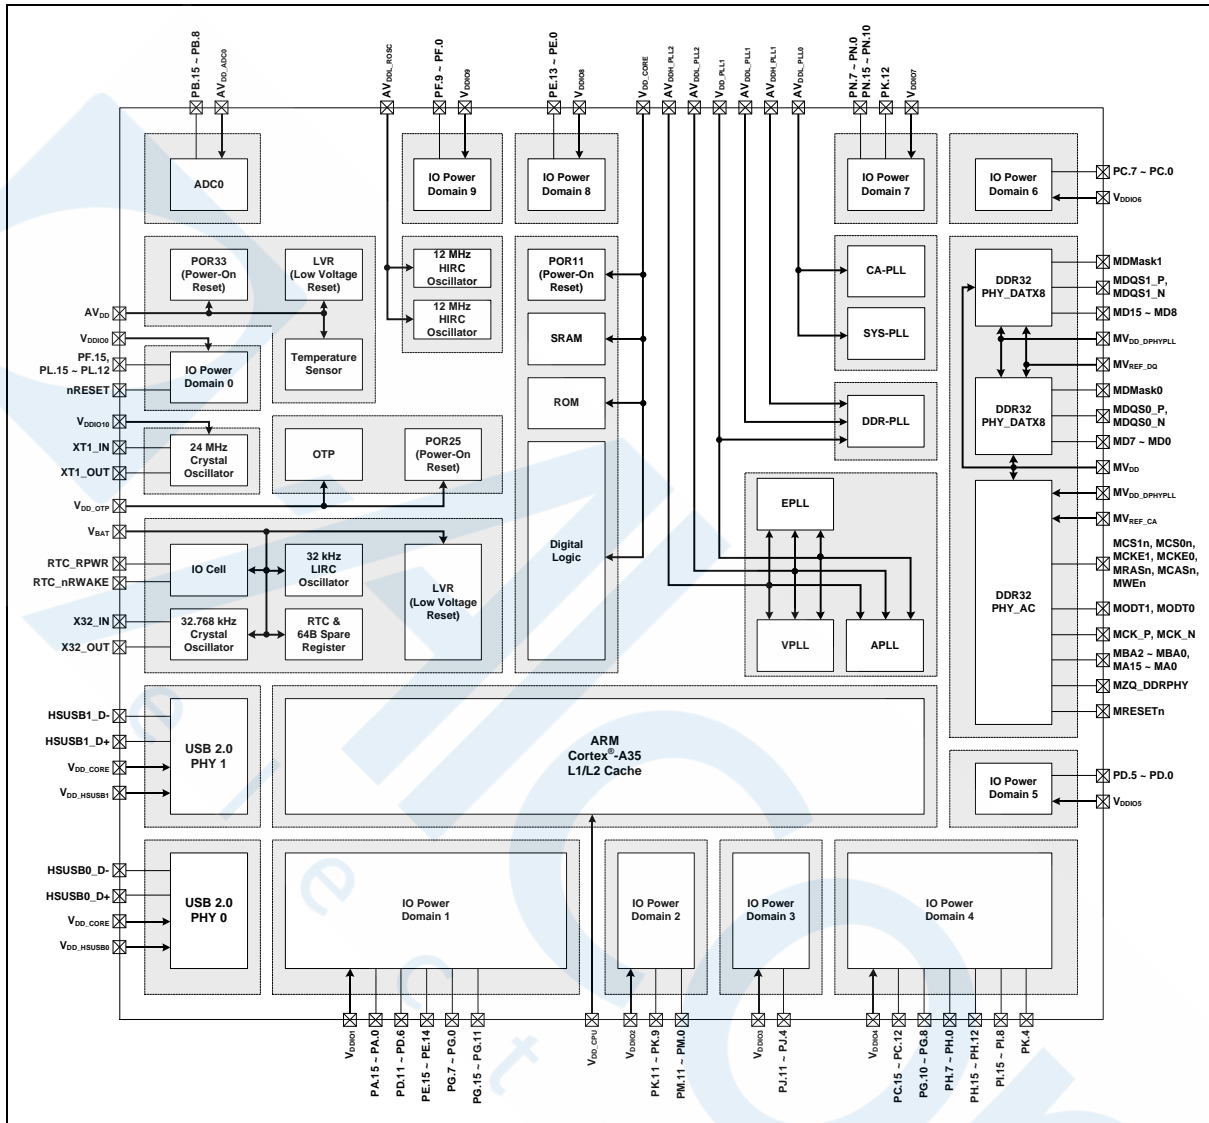 PB.15 ~ PB.8
AVDD_ADC0
AVDDL_ROSC
PF.9 ~ PF.0
VDDIO9
PE.13 ~ PE.0
VDDIO8
VDD_CORE
AVDDH_PLL2
AVDDL_PLL2
VDD_PLL1
AVDDL_PLL1
AVDDH_PLL1
AVDDL_PLL0
PN.7 ~ PN.0
PN.15 ~ PN.10
PK.12
VDDIO7
ADC0
IO Power
Domain 9
IO Power
Domain 8
IO Power
Domain 7
IO Power
Domain 6
PC.7 ~ PC.0
VDDIO6
POR33
(Power-On
Reset)
LVR
(Low Voltage
Reset)
Temperature
Sensor
12 MHz
HIRC
Oscillator
12 MHz
HIRC
Oscillator
POR11
(Power-On
Reset)
SRAM
ROM
Digital
Logic
CA-PLL
SYS-PLL
DDR-PLL
EPLL
VPLL
APLL
DDR32
PHY_DATX8
DDR32
PHY_DATX8
DDR32
PHY_AC
MDMask1
MDQS1_P,
MDQS1_N
MD15 ~ MD8
MVDD_DPHYPLL
MVREF_DQ
MDMask0
MDQS0_P,
MDQS0_N
MD7 ~ MD0
MVDD
MVDD_DPHYPLL
MVREF_CA
MCS1n, MCS0n,
MCKE1, MCKE0,
MRASn, MCASn,
MWEn
MODT1, MODT0
MCK_P, MCK_N
MBA2 ~ MBA0,
MA15 ~ MA0
MZQ_DDRPHY
MRESETn
AVDD
VDDIO0
PF.15,
PL.15 ~ PL.12
nRESET
IO Power
Domain 0
VDDIO10
XT1_IN
XT1_OUT
24 MHz
Crystal
Oscillator
OTP
POR25
(Power-On
Reset)
VDD_OTP
VBAT
RTC_RPWR
RTC_nRWAKE
X32_IN
X32_OUT
IO Cell
32 kHz
LIRC
Oscillator
32.768 kHz
Crystal
Oscillator
RTC &
64B Spare
Register
LVR
(Low Voltage
Reset)
HSUSB1_D-
HSUSB1_D+
VDD_CORE
VDD_HSUSB1
USB 2.0
PHY 1
ARM
Cortex®-A35
L1/L2 Cache
IO Power
Domain 5
PD.5 ~ PD.0
VDDIO5
HSUSB0_D-
HSUSB0_D+
VDD_CORE
VDD_HSUSB0
USB 2.0
PHY 0
IO Power
Domain 1
IO Power
Domain 2
IO Power
Domain 3
IO Power
Domain 4
VDDIO1
PA.15 ~ PA.0
PD.11 ~ PD.6
PE.15 ~ PE.14
PG.7 ~ PG.0
PG.15 ~ PG.11
VDD_CPU
VDDIO2
PK.11 ~ PK.9
PM.11 ~ PM.0
VDDIO3
PJ.11 ~ PJ.4
VDDIO4
PC.15 ~ PC.12
PG.10 ~ PG.8
PH.7 ~ PH.0
PH.15 ~ PH.12
PI.15 ~ PI.8
PK.4